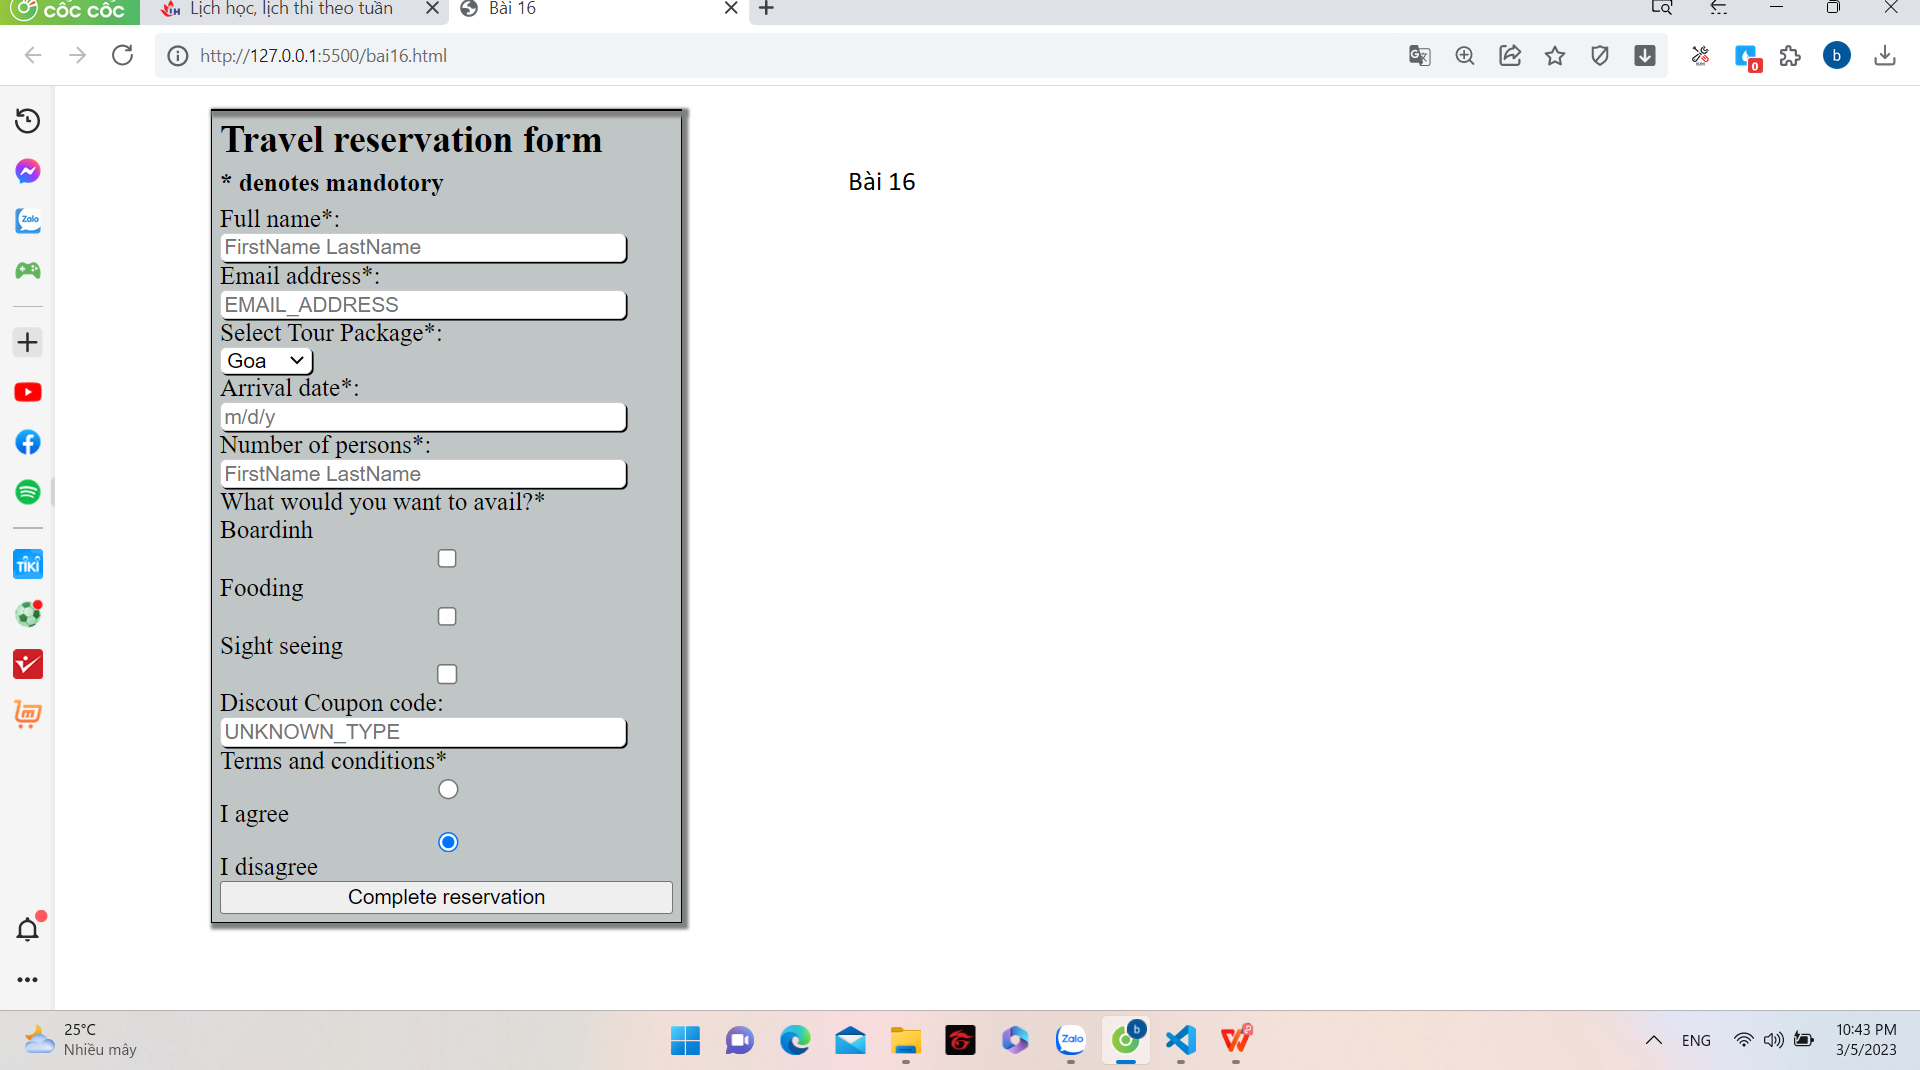 cốc cốc
Lịch học, lịch thi theo tuần
Bài 16
http://127.0.0.1:5500/bai16.html
0
b
Travel reservation form
* denotes mandotory
Bài 16
Full name*:
FirstName LastName
Email address*:
EMAIL_ADDRESS
Select Tour Package*:
Goa
Arrival date*:
m/d/y
Number of persons*:
FirstName LastName
What would you want to avail?*
Boardinh
Fooding
Sight seeing
Discout Coupon code:
UNKNOWN_TYPE
Terms and conditions*
I agree
I disagree
Complete reservation
Zalo
TIKI
25°C
Nhiều mây
Zalo
b
ENG
10:43 PM
3/5/2023